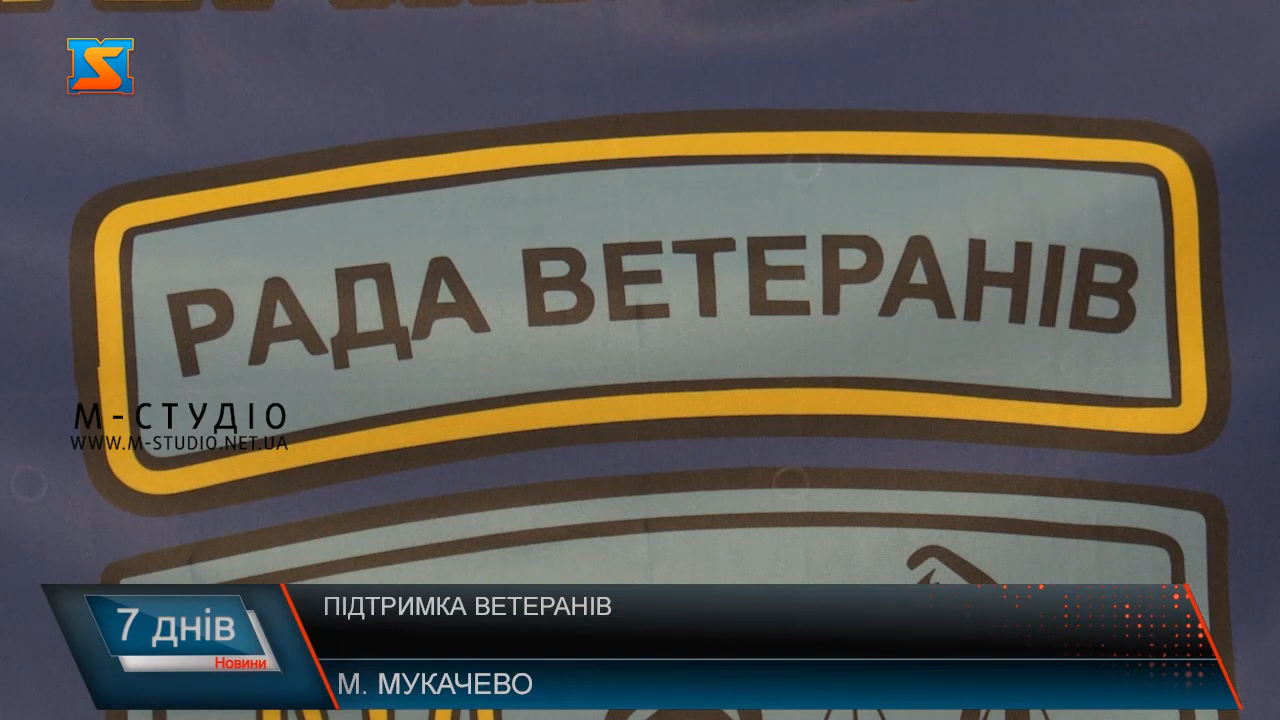 РАДА ВЕТЕРАНІВ
М-СТУДІО
WWW.M-STUDIO.NET.UA
7 днів
Новини
ПІДТРИМКА ВЕТЕРАНІВ
М. МУКАЧЕВО